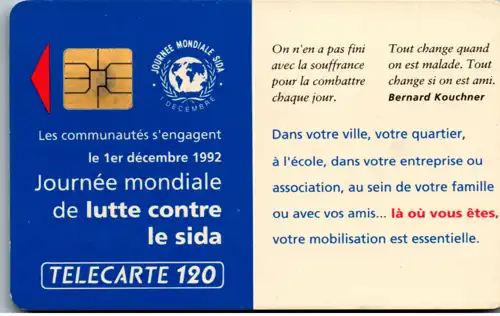 JOURNEE MONDIALE SIDA
1 DECEMBRE
Les communautés s'engagent
le 1er décembre 1992
Journée mondiale
de lutte contre
le sida
TELECARTE 120
On n'en a pas fini
avec la souffrance
pour la combattre
chaque jour.
Tout change quand
on est malade. Tout
change si on est ami.
Bernard Kouchner
Dans votre ville, votre quartier,
à l'école, dans votre entreprise ou
association, au sein de votre famille
ou avec vos amis... là où vous êtes,
votre mobilisation est essentielle.